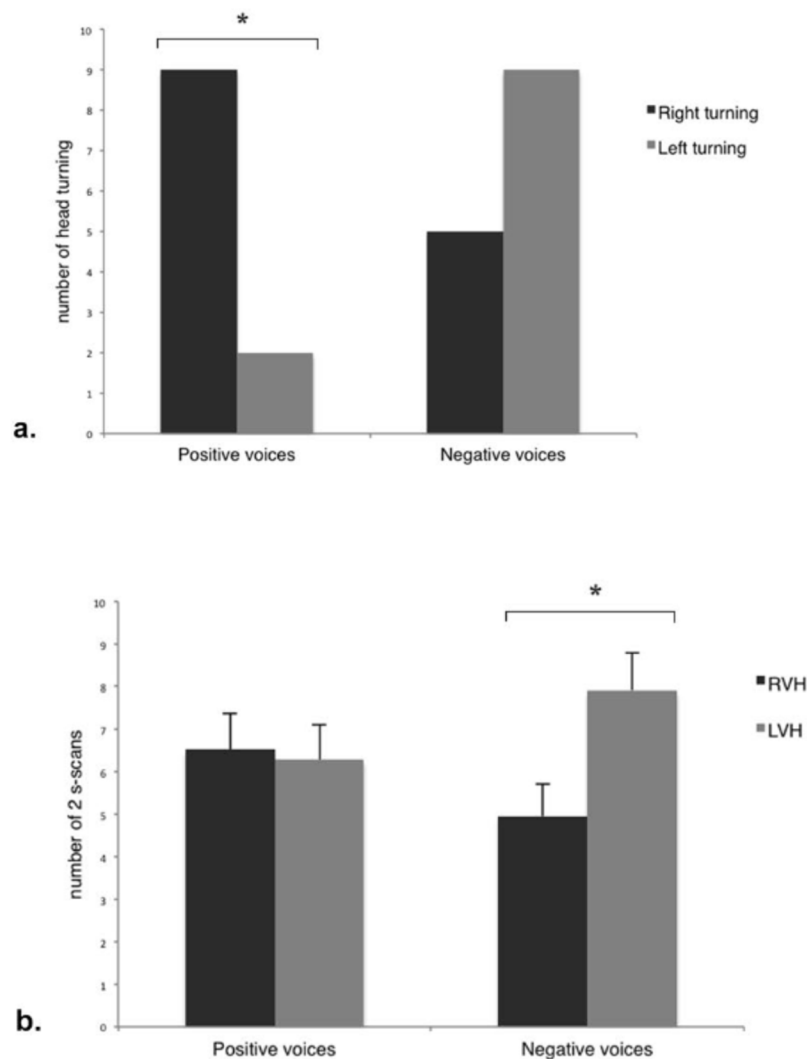 *
10
9
8
7
6
5
4
3
2
1
0
number of head turning
Right turning
Left turning
Positive voices
Negative voices
a.
*
10
9
8
7
6
5
4
3
2
1
0
number of 2 s-scans
RVH
LVH
Positive voices
Negative voices
b.